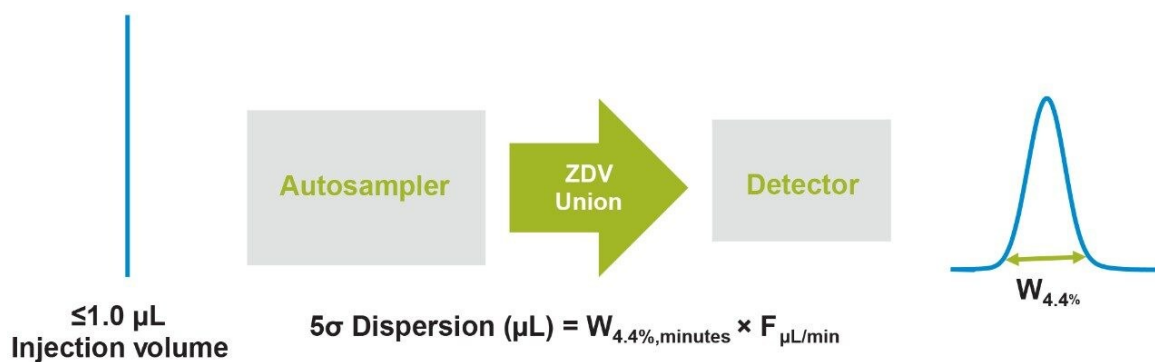 Autosampler
ZDV
Union
Detector
W4.4%
≤1.0 µL
Injection volume
5σ Dispersion (µL) = W4.4%,minutes × FµL/min